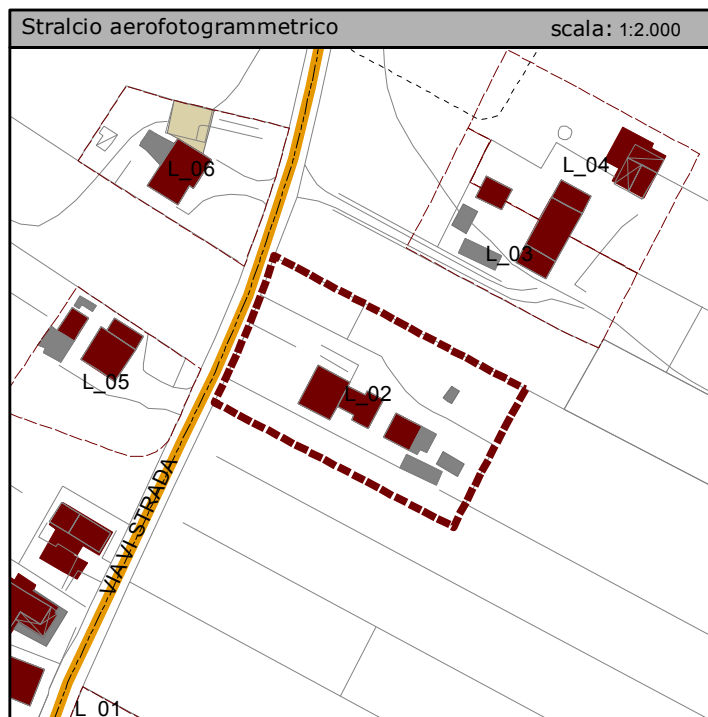 Stralcio aerofotogrammetrico scala: 1:2.000
L_06
L_04
L_03
L_05
L_02
VIA VI STRADA
L_01